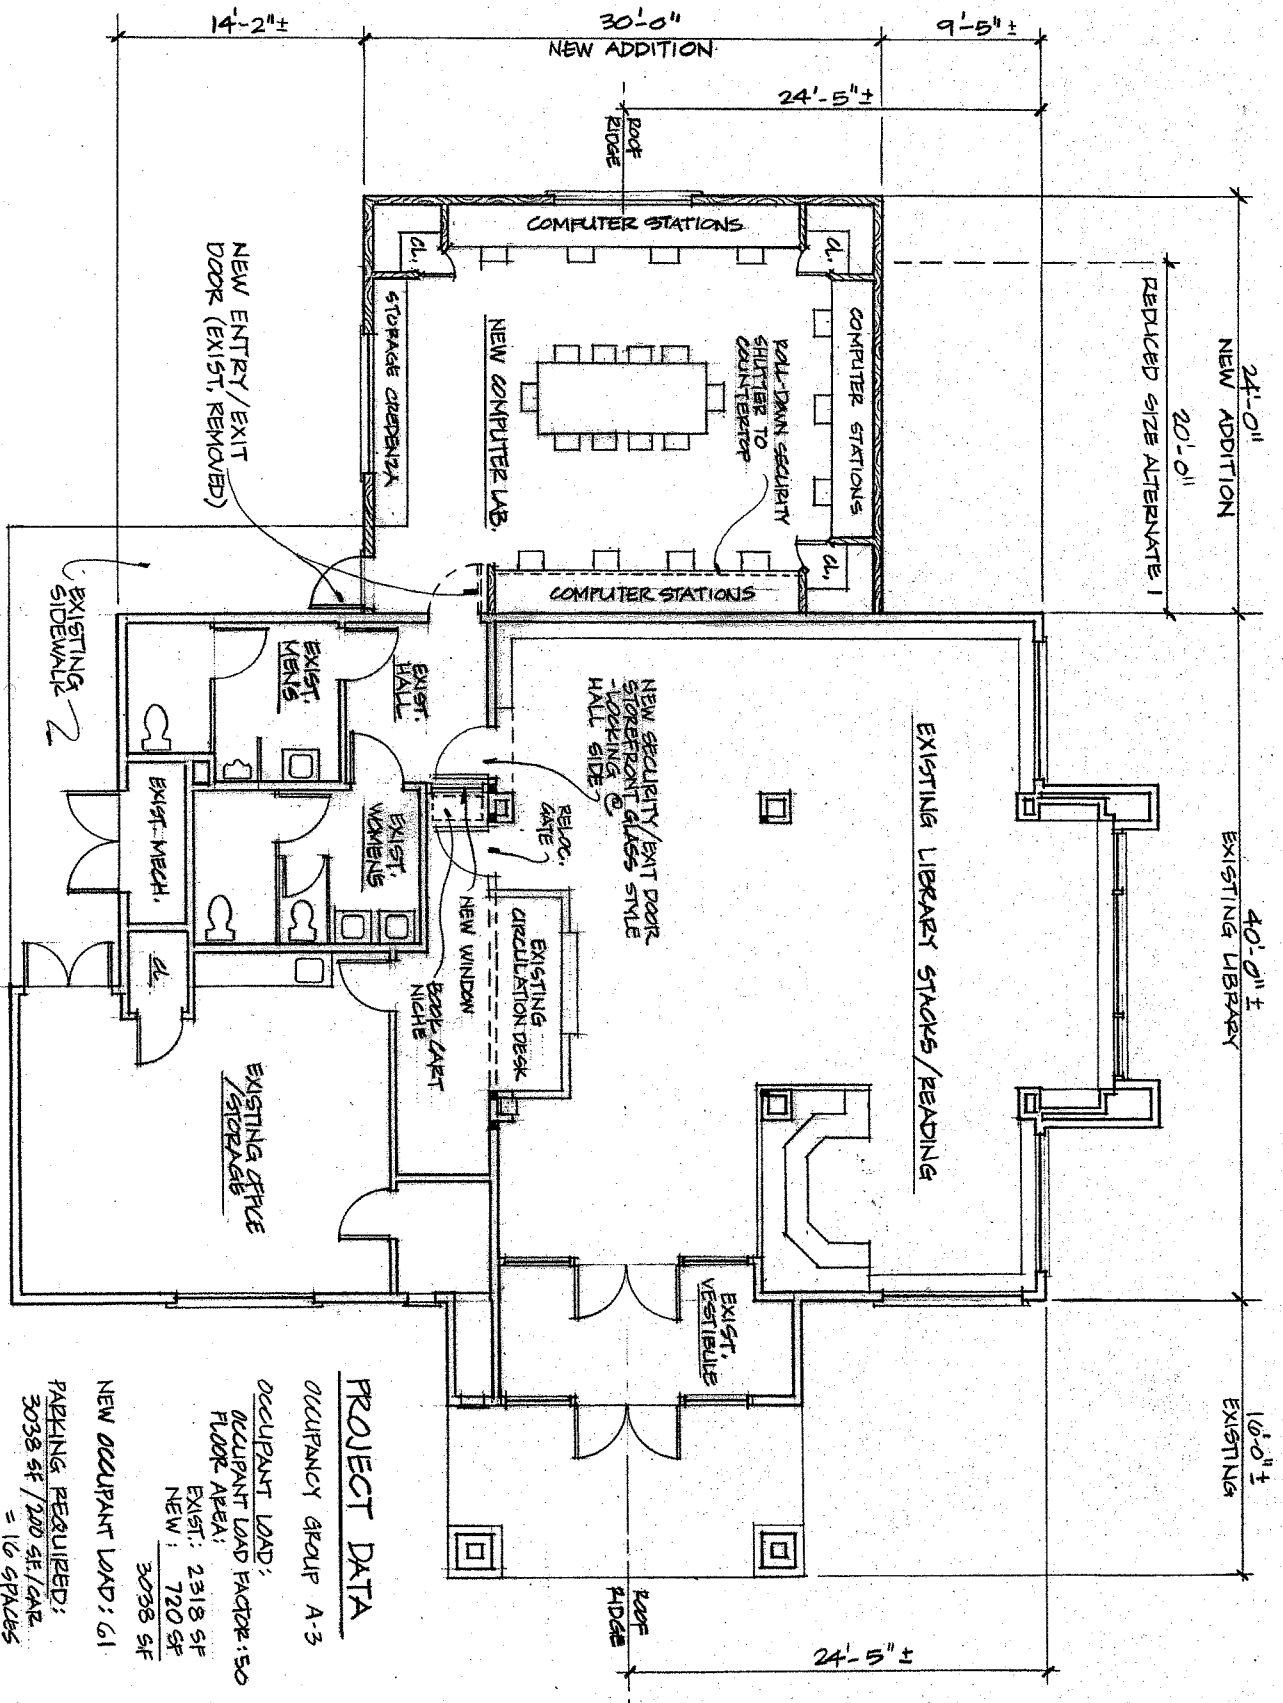 14'-2"±
30'-0"
NEW ADDITION
9'-5"±
24'-5"±
ROOF
RIDGE
24'-0"
NEW ADDITION
20'-0"
REDUCED SIZE ALTERNATE 1
40'-0"±
EXISTING LIBRARY
16'-0"±
EXISTING
COMPUTER STATIONS
CL.
CL.
COMPUTER STATIONS
STORAGE CREDENZA
NEW COMPUTER LAB.
ROLL-DOWN SECURITY
SHUTTER TO
COUNTERTOP
CL.
COMPUTER STATIONS
NEW ENTRY/EXIT
DOOR (EXIST. REMOVED)
EXISTING
SIDEWALK
EXIST.
MEN'S
EXIST.
HALL
NEW SECURITY/EXIT DOOR
STOREFRONT GLASS STYLE
- LOCKING @
HALL SIDE
EXISTING LIBRARY STACKS/READING
EXIST. MECH.
EXIST.
WOMENS
RELOC.
GATE
NEW WINDOW
BOOK CART
NICHE
EXISTING
CIRCULATION DESK
CL
EXISTING OFFICE
/STORAGE
EXIST.
VESTIBULE
ROOF
RIDGE
24'-5"±
PROJECT DATA
OCCUPANCY GROUP A-3
OCCUPANT LOAD:
OCCUPANT LOAD FACTOR: 50
FLOOR AREA:
EXIST: 2318 SF
NEW: 720 SF
3038 SF
NEW OCCUPANT LOAD: 61
PARKING REQUIRED:
3038 SF/200 SF/CAR
= 16 SPACES